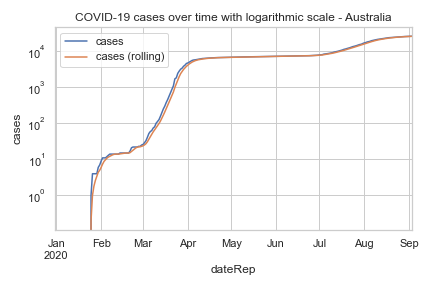 COVID-19 cases over time with logarithmic scale - Australia
cases
cases (rolling)
10⁴
10³
10²
10¹
10⁰
cases
Jan Feb Mar Apr May Jun Jul Aug Sep
2020
dateRep